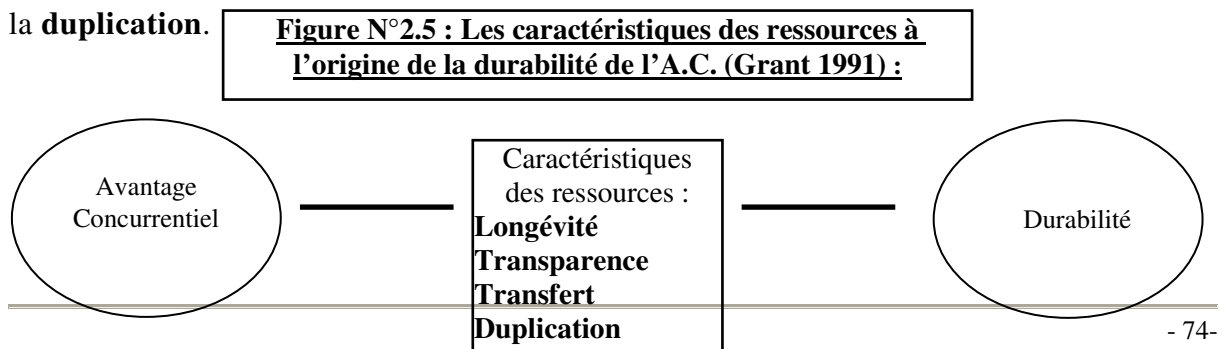 la duplication.
Figure N°2.5 : Les caractéristiques des ressources à
l'origine de la durabilité de l'A.C. (Grant 1991) :
Avantage
Concurrentiel
Caractéristiques
des ressources :
Longévité
Transparence
Transfert
Duplication
Durabilité
- 74-